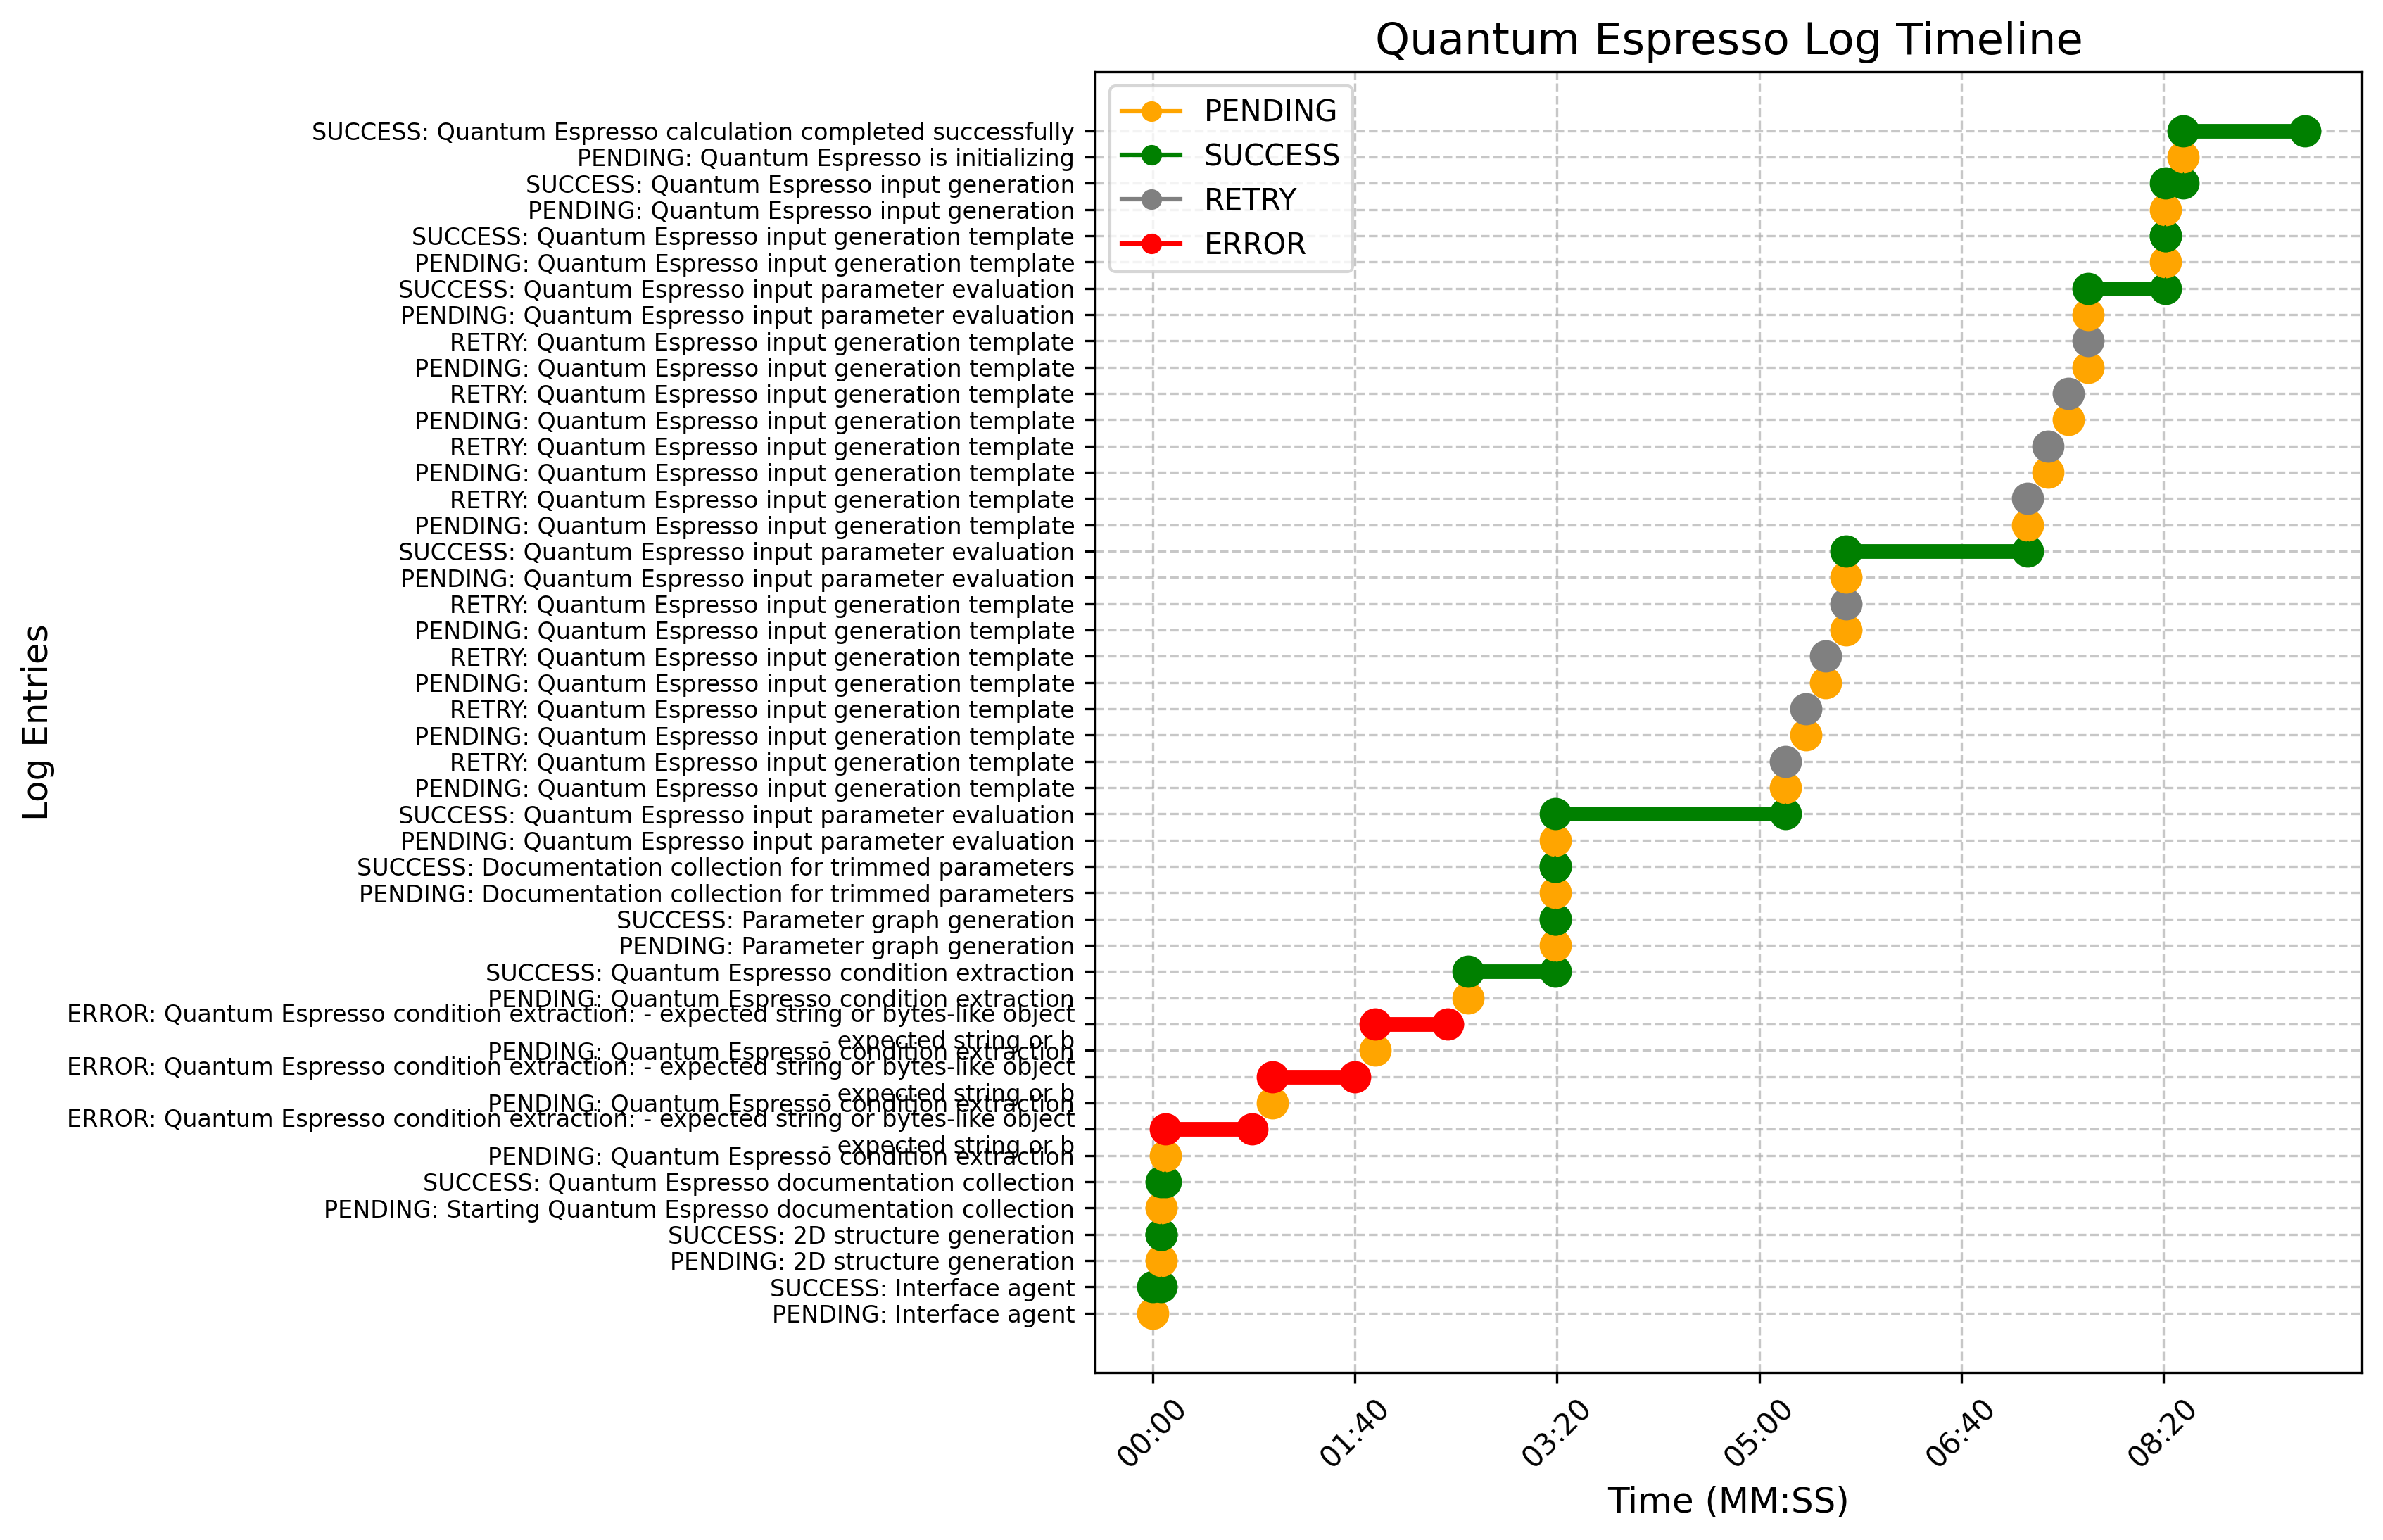 Quantum Espresso Log Timeline
PENDING
SUCCESS
RETRY
ERROR
Log Entries
SUCCESS: Quantum Espresso calculation completed successfully
PENDING: Quantum Espresso is initializing
SUCCESS: Quantum Espresso input generation
PENDING: Quantum Espresso input generation
SUCCESS: Quantum Espresso input generation template
PENDING: Quantum Espresso input generation template
SUCCESS: Quantum Espresso input parameter evaluation
PENDING: Quantum Espresso input parameter evaluation
RETRY: Quantum Espresso input generation template
PENDING: Quantum Espresso input generation template
RETRY: Quantum Espresso input generation template
PENDING: Quantum Espresso input generation template
RETRY: Quantum Espresso input generation template
PENDING: Quantum Espresso input generation template
RETRY: Quantum Espresso input generation template
PENDING: Quantum Espresso input generation template
SUCCESS: Quantum Espresso input parameter evaluation
PENDING: Quantum Espresso input parameter evaluation
RETRY: Quantum Espresso input generation template
PENDING: Quantum Espresso input generation template
RETRY: Quantum Espresso input generation template
PENDING: Quantum Espresso input generation template
RETRY: Quantum Espresso input generation template
PENDING: Quantum Espresso input generation template
RETRY: Quantum Espresso input generation template
PENDING: Quantum Espresso input generation template
SUCCESS: Quantum Espresso input parameter evaluation
PENDING: Quantum Espresso input parameter evaluation
SUCCESS: Documentation collection for trimmed parameters
PENDING: Documentation collection for trimmed parameters
SUCCESS: Parameter graph generation
PENDING: Parameter graph generation
SUCCESS: Quantum Espresso condition extraction
PENDING: Quantum Espresso condition extraction
ERROR: Quantum Espresso condition extraction: - expected string or bytes-like object
- expected string or b
PENDING: Quantum Espresso condition extraction
ERROR: Quantum Espresso condition extraction: - expected string or bytes-like object
- expected string or b
PENDING: Quantum Espresso condition extraction
ERROR: Quantum Espresso condition extraction: - expected string or bytes-like object
- expected string or b
PENDING: Quantum Espresso condition extraction
SUCCESS: Quantum Espresso documentation collection
PENDING: Starting Quantum Espresso documentation collection
SUCCESS: 2D structure generation
PENDING: 2D structure generation
SUCCESS: Interface agent
PENDING: Interface agent
00:00
01:40
03:20
05:00
06:40
08:20
Time (MM:SS)